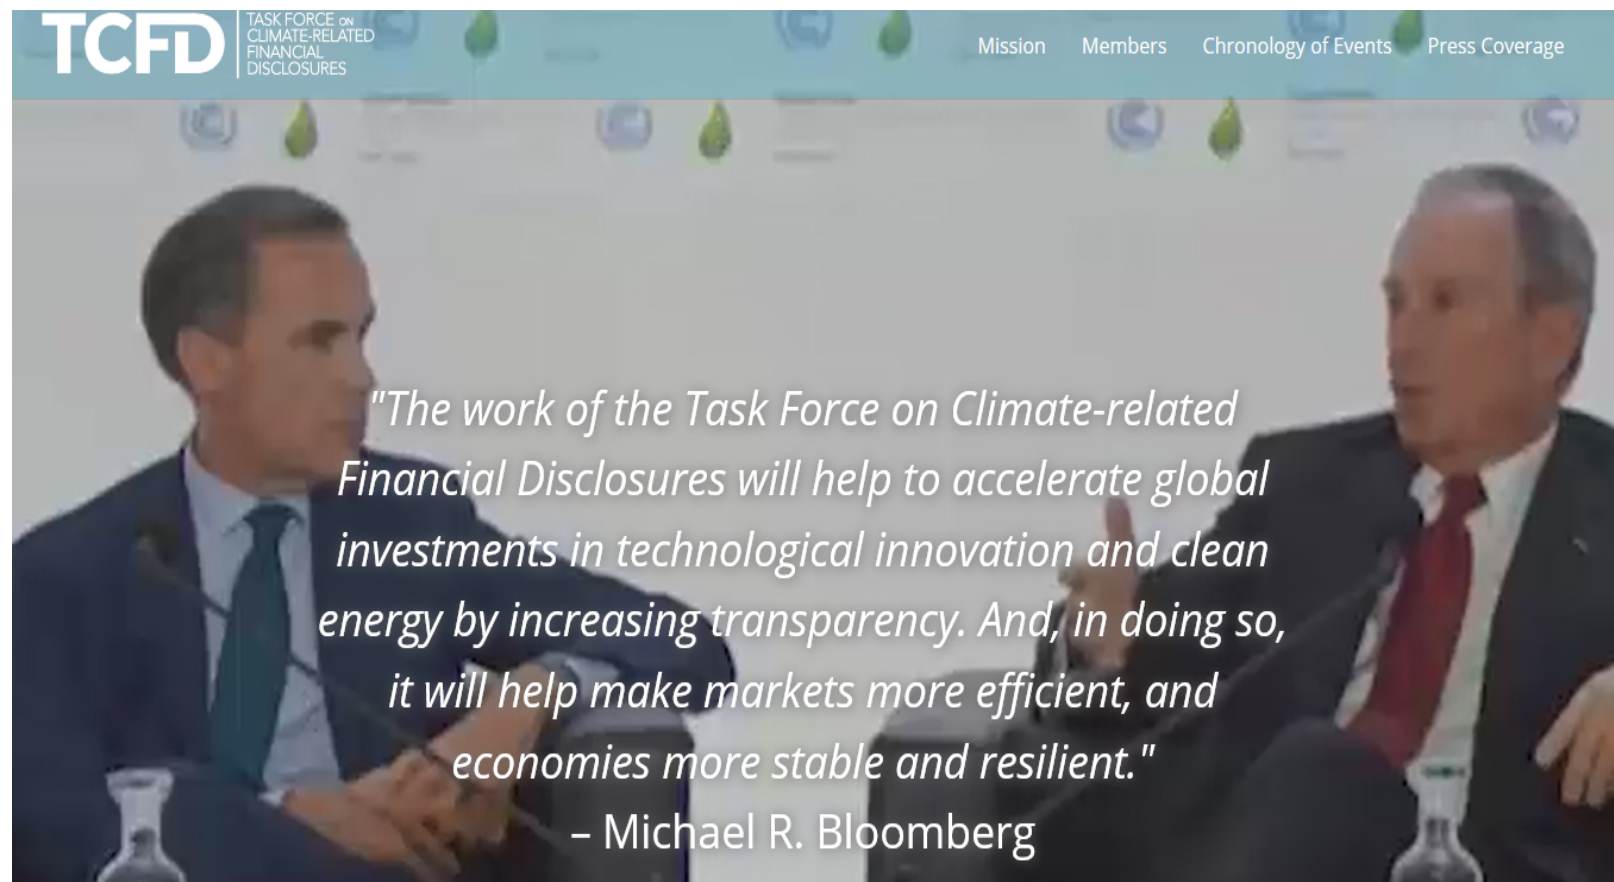 TCFD
TASK FORCE ON
CLIMATE-RELATED
FINANCIAL
DISCLOSURES
Mission Members Chronology of Events Press Coverage
"The work of the Task Force on Climate-related
Financial Disclosures will help to accelerate global
investments in technological innovation and clean
energy by increasing transparency. And, in doing so,
it will help make markets more efficient, and
economies more stable and resilient."
– Michael R. Bloomberg